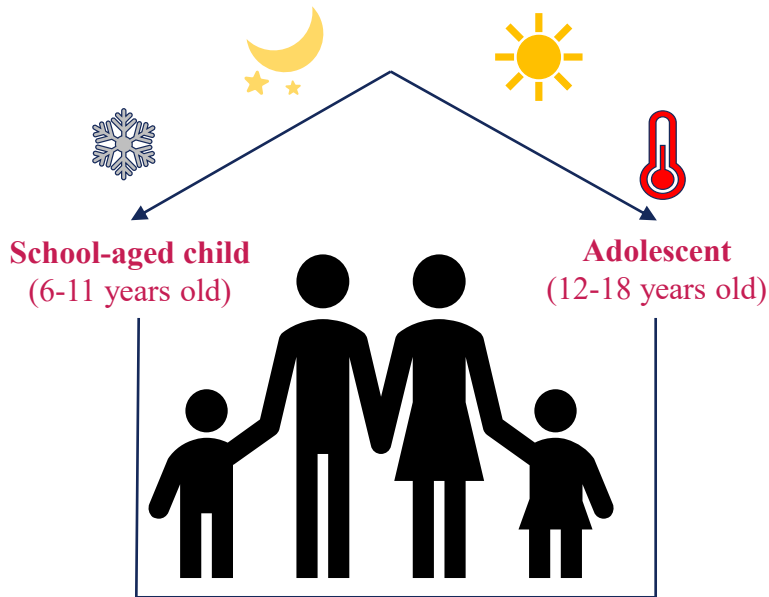 School-aged child
(6-11 years old)
Adolescent
(12-18 years old)